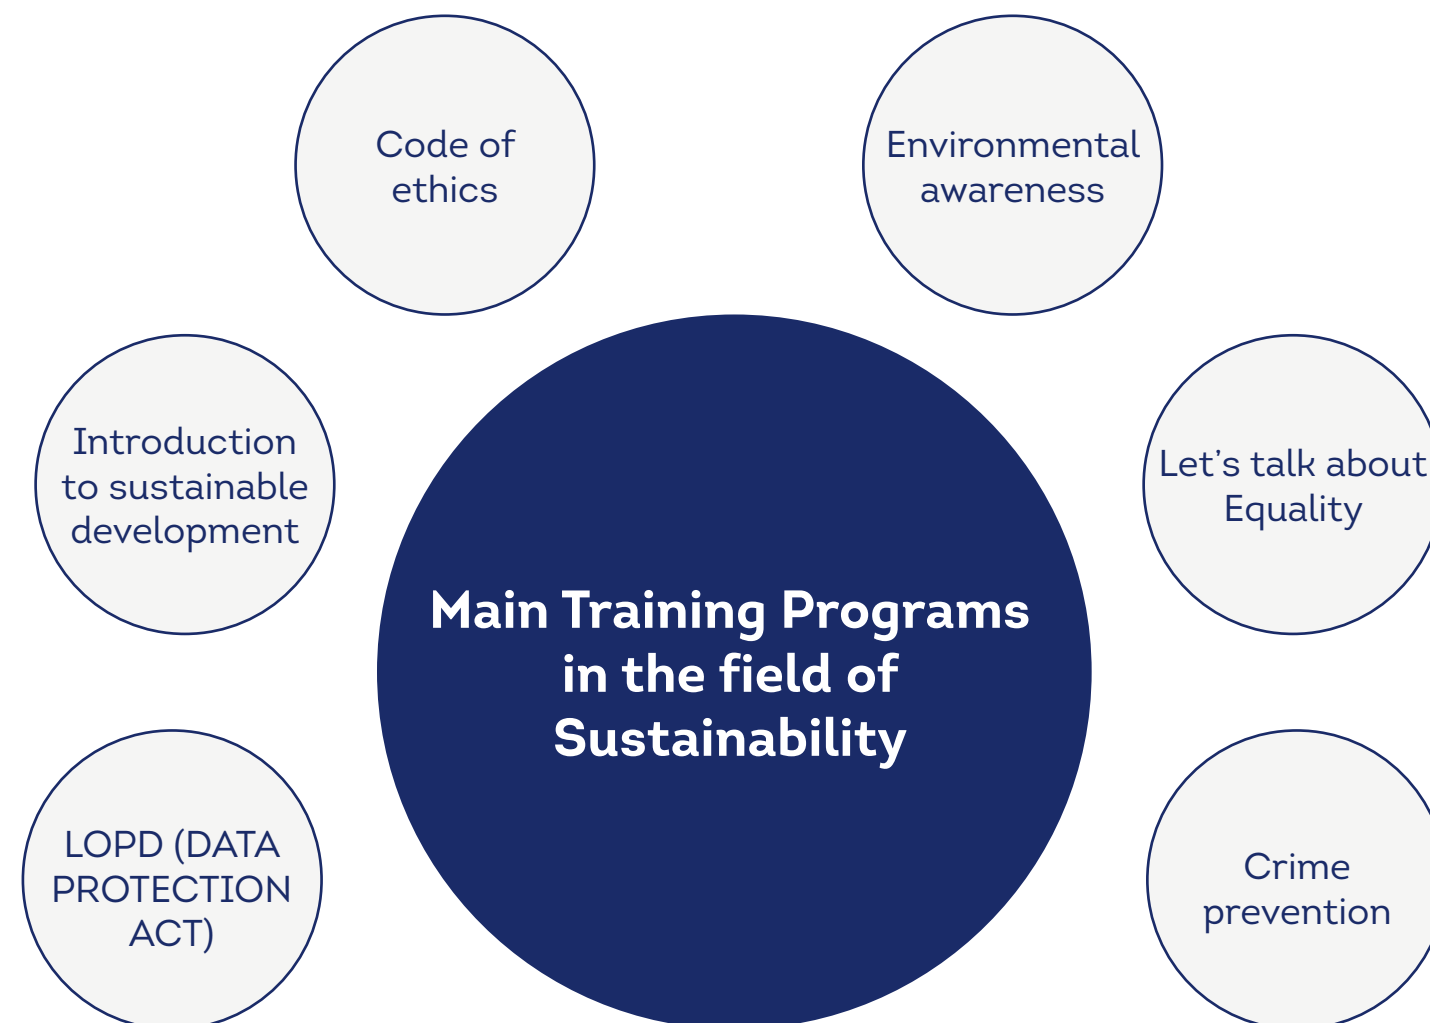 Code of
ethics
Environmental
awareness
Introduction
to sustainable
development
Let's talk about
Equality
Main Training Programs
in the field of
Sustainability
LOPD (DATA
PROTECTION
ACT)
Crime
prevention